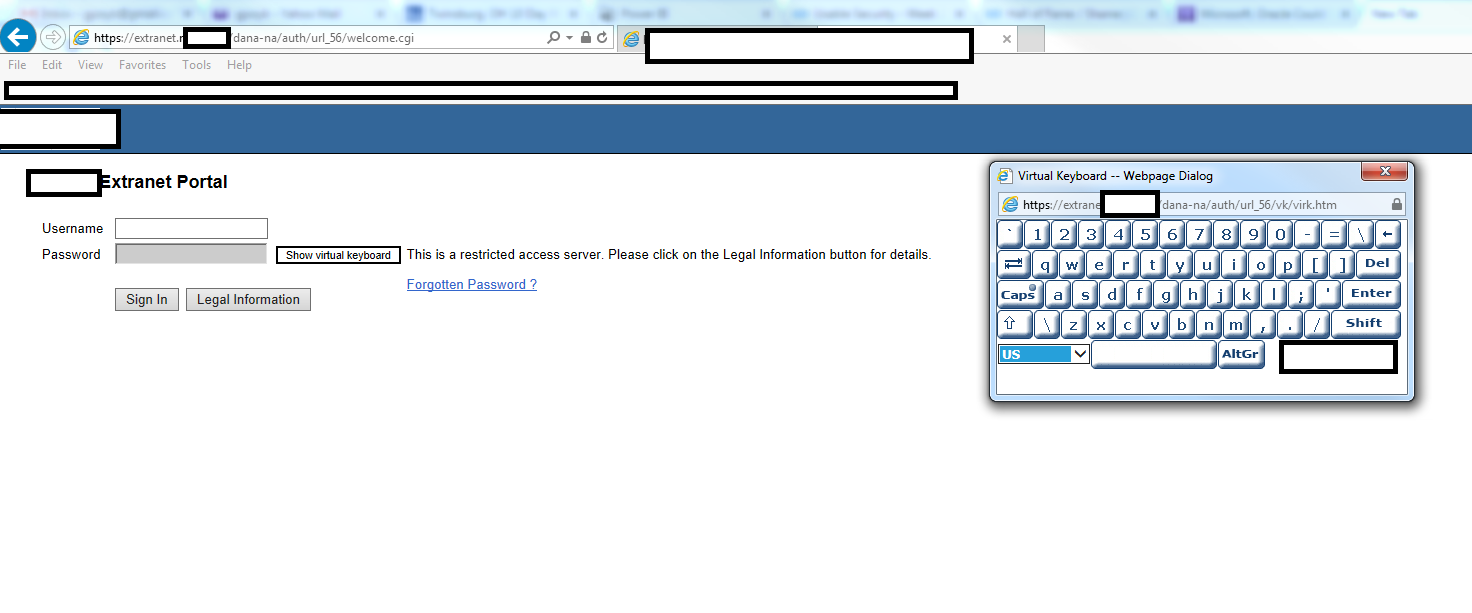 https://extranet. /dana-na/auth/url_56/welcome.cgi
File Edit View Favorites Tools Help
Extranet Portal
Username
Password Show virtual keyboard This is a restricted access server. Please click on the Legal Information button for details.
Forgotten Password ?
Sign In Legal Information
Virtual Keyboard -- Webpage Dialog
https://extrane /dana-na/auth/url_56/vk/virk.htm
` 1 2 3 4 5 6 7 8 9 0 - = \ ←
q w e r t y u i o p [ ] Del
Caps a s d f g h j k l ; ' Enter
⇧ \ z x c v b n m , . / Shift
US AltGr